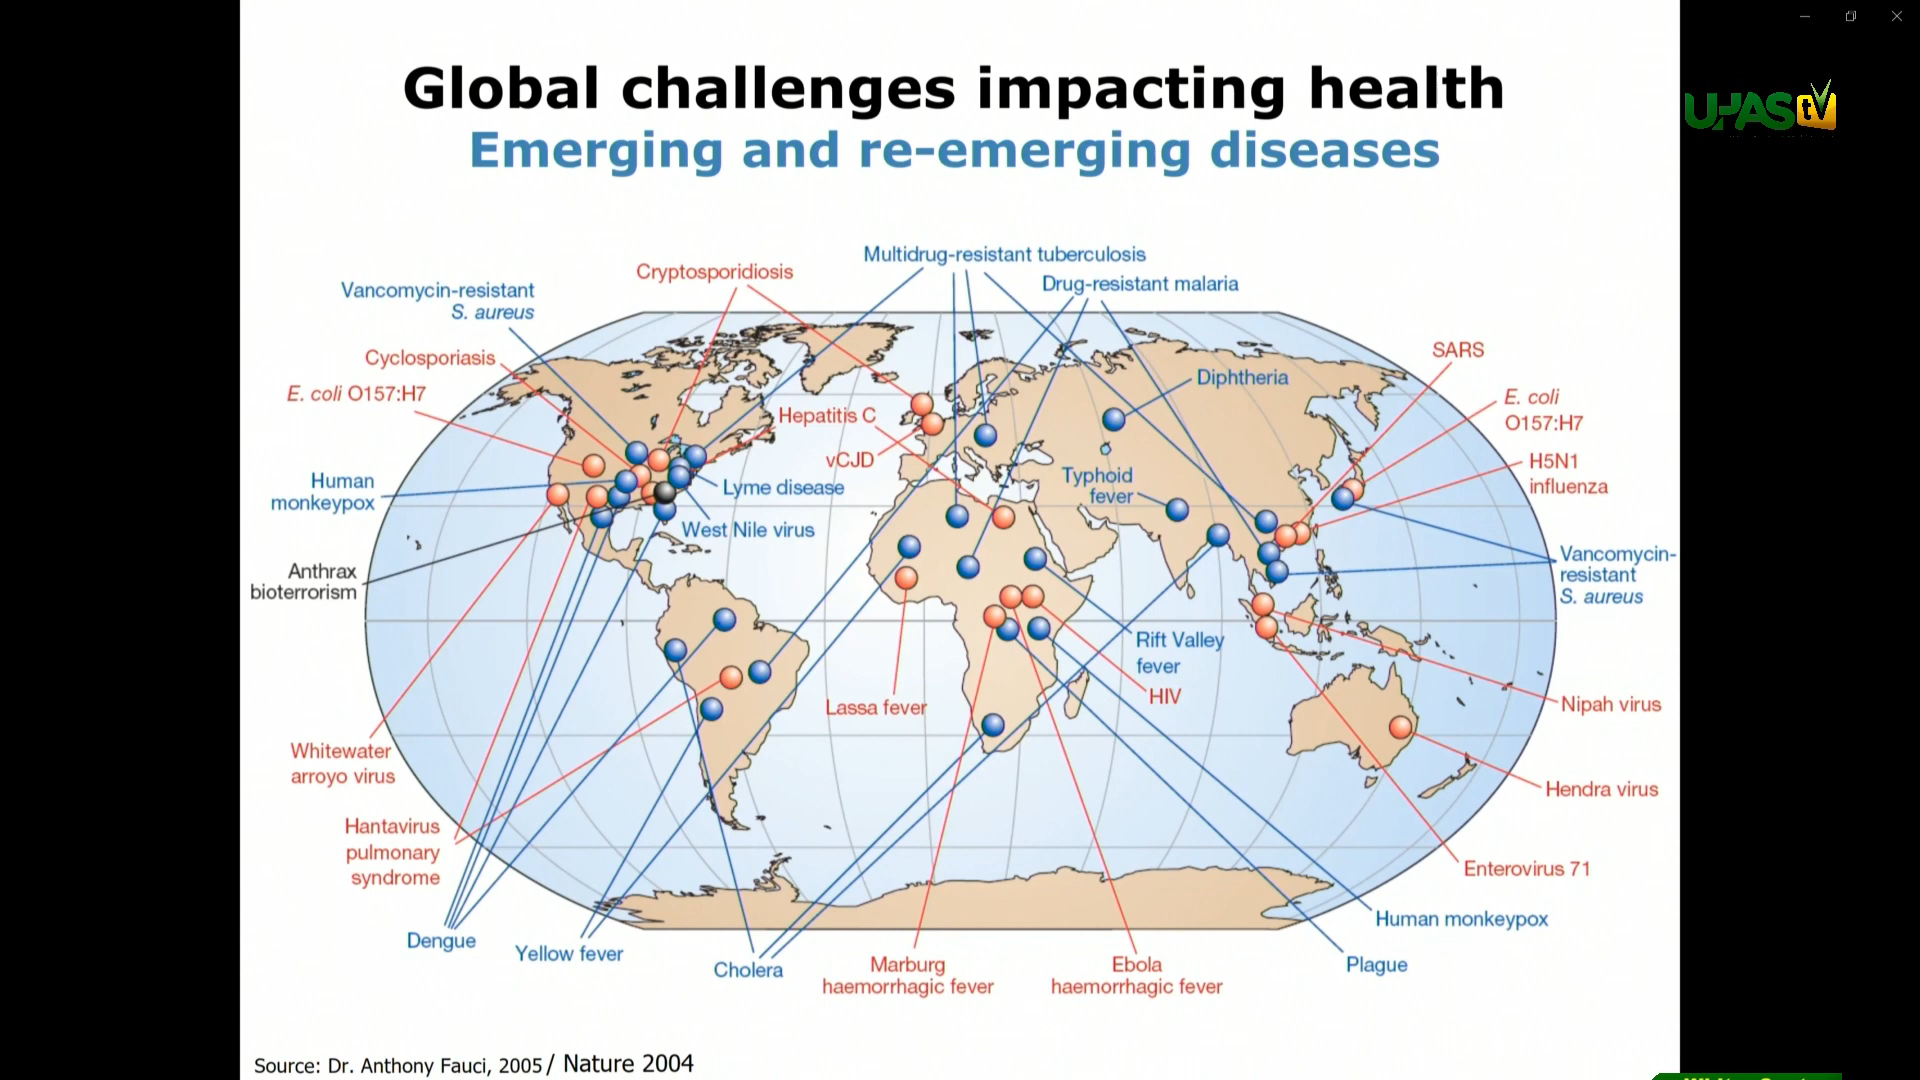 Global challenges impacting health
Emerging and re-emerging diseases
UHAS tV
Multidrug-resistant tuberculosis
Cryptosporidiosis
Drug-resistant malaria
Vancomycin-resistant
S. aureus
Cyclosporiasis
E. coli O157:H7
SARS
Diphtheria
E. coli
O157:H7
Hepatitis C
vCJD
H5N1
influenza
Typhoid
fever
Human
monkeypox
Lyme disease
West Nile virus
Anthrax
bioterrorism
Vancomycin-
resistant
S. aureus
Rift Valley
fever
HIV
Lassa fever
Nipah virus
Whitewater
arroyo virus
Hendra virus
Hantavirus
pulmonary
syndrome
Enterovirus 71
Human monkeypox
Dengue
Yellow fever
Cholera
Marburg
haemorrhagic fever
Ebola
haemorrhagic fever
Plague
Source: Dr. Anthony Fauci, 2005 / Nature 2004